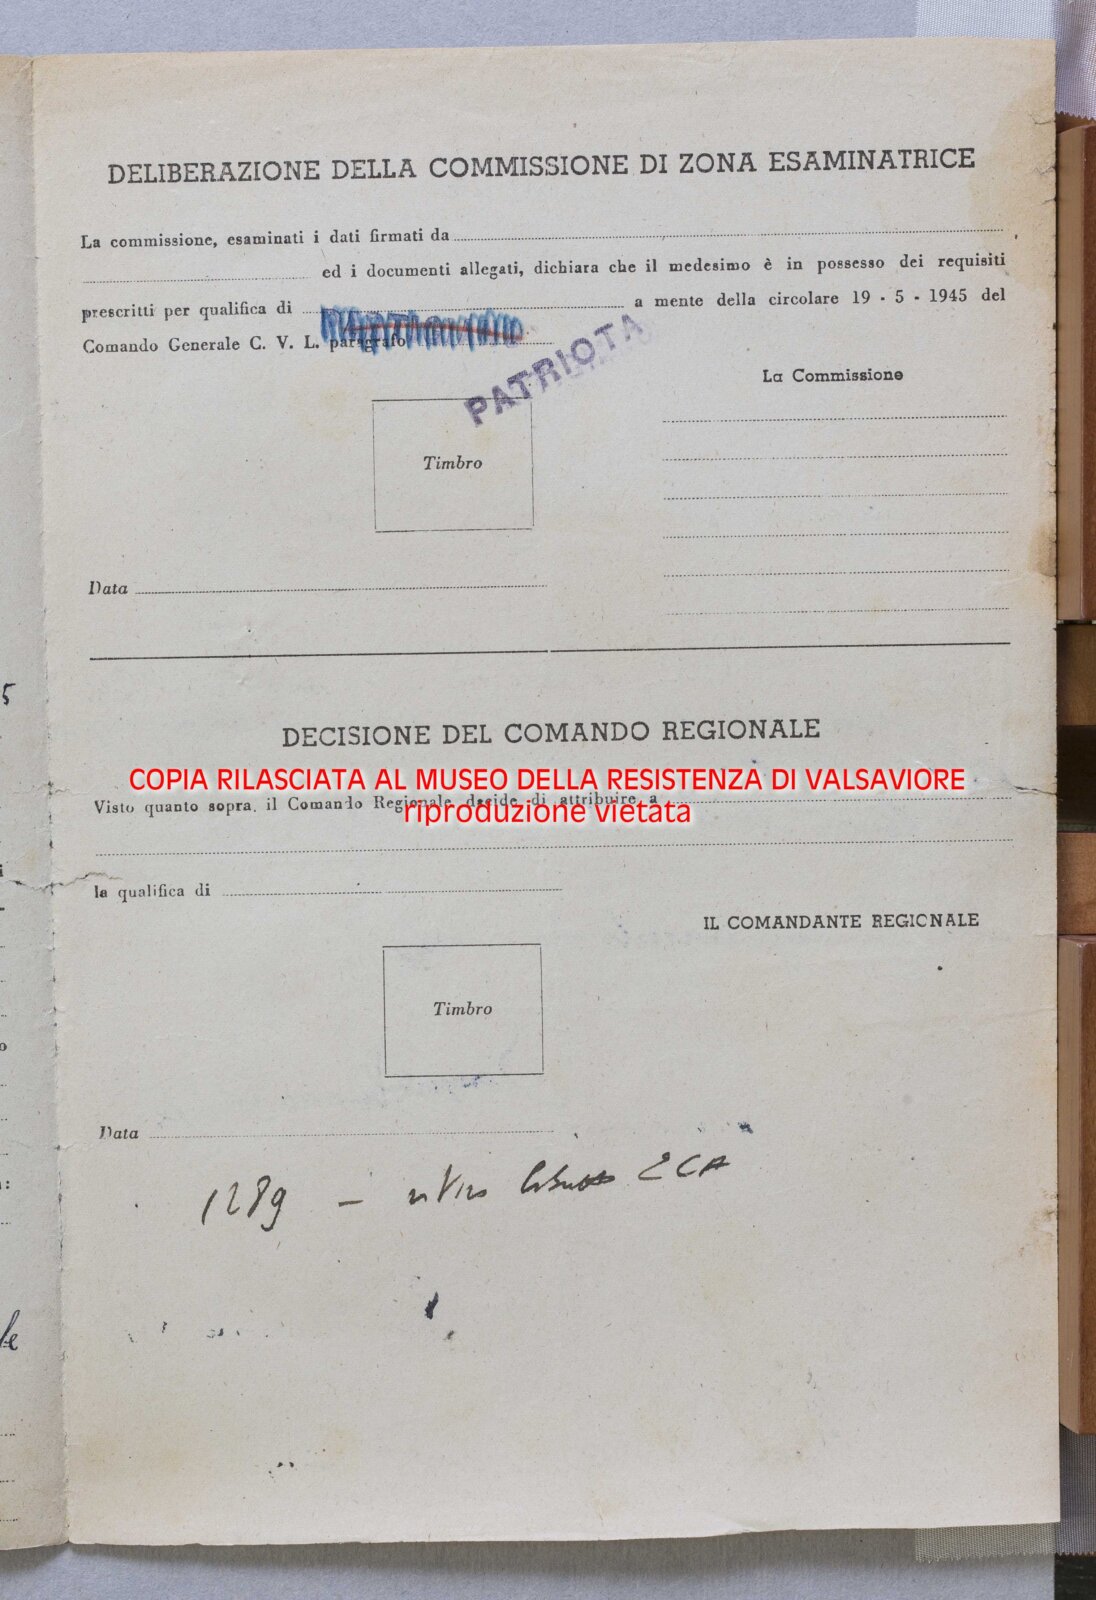 DELIBERAZIONE DELLA COMMISSIONE DI ZONA ESAMINATRICE
La commissione, esaminati i dati firmati da
ed i documenti allegati, dichiara che il medesimo è in possesso dei requisiti
prescritti per qualifica di a mente della circolare 19 - 5 - 1945 del
Comando Generale C. V. L. paragrafo
PATRIOTA
La Commissione
Timbro
Data
5
DECISIONE DEL COMANDO REGIONALE
COPIA RILASCIATA AL MUSEO DELLA RESISTENZA DI VALSAVIORE
Visto quanto sopra, il Comando Regionale decide di attribuire a
riproduzione vietata
la qualifica di
IL COMANDANTE REGIONALE
Timbro
Data
1289 - ECA